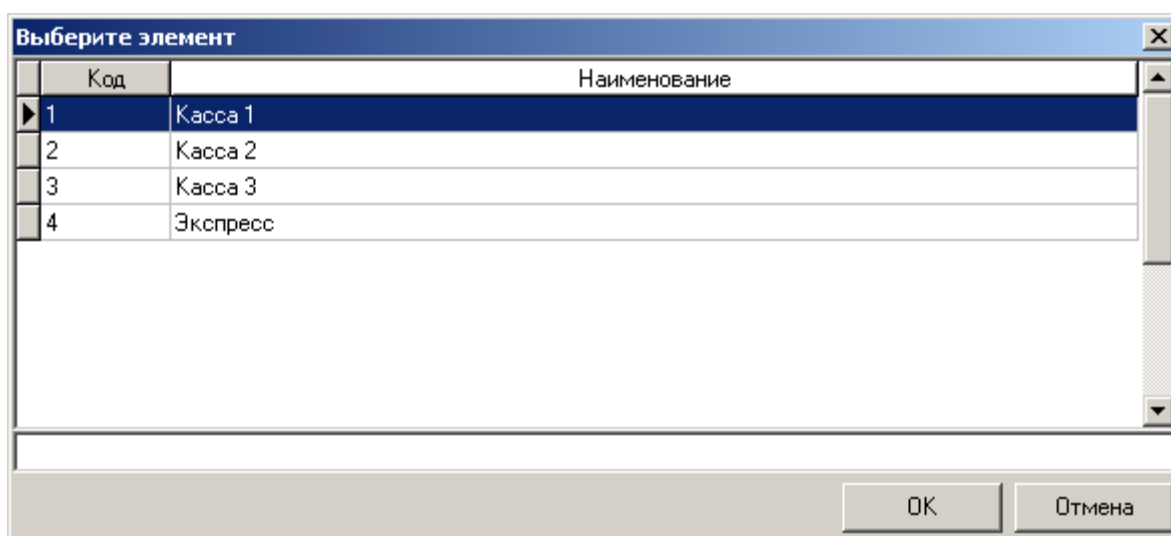 Выберите элемент
Код Наименование
1 Касса 1
2 Касса 2
3 Касса 3
4 Экспресс
OK Отмена